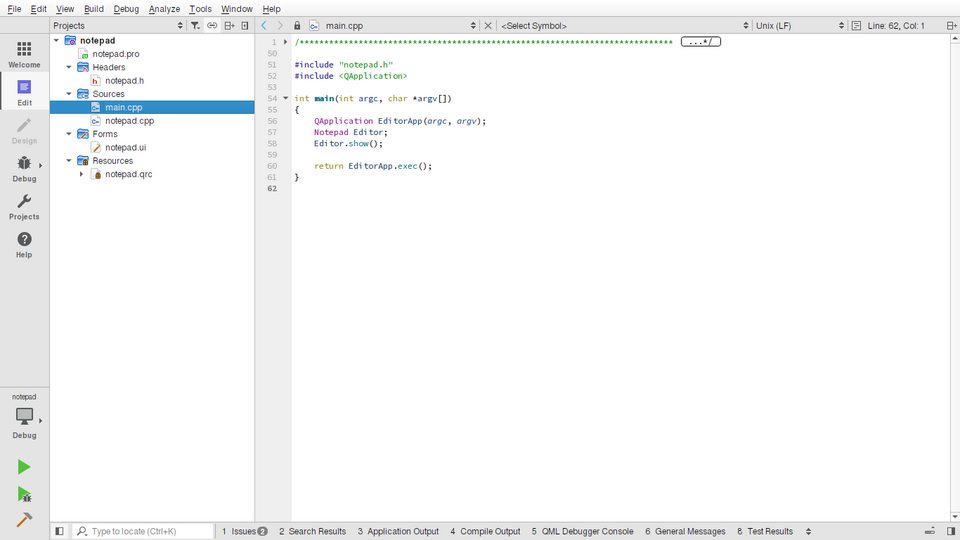 File Edit View Build Debug Analyze Tools Window Help
Projects
main.cpp
<Select Symbol>
Unix (LF)
Line: 62, Col: 1
Welcome
Edit
Design
Debug
Projects
Help
notepad
Debug
notepad
notepad.pro
Headers
notepad.h
Sources
main.cpp
notepad.cpp
Forms
notepad.ui
Resources
notepad.qrc
1 /**************************************************************************** ...*/
50
51 #include "notepad.h"
52 #include <QApplication>
53
54 int main(int argc, char *argv[])
55 {
56 QApplication EditorApp(argc, argv);
57 Notepad Editor;
58 Editor.show();
59
60 return EditorApp.exec();
61 }
62
Type to locate (Ctrl+K)
1 Issues 2
2 Search Results
3 Application Output
4 Compile Output
5 QML Debugger Console
6 General Messages
8 Test Results